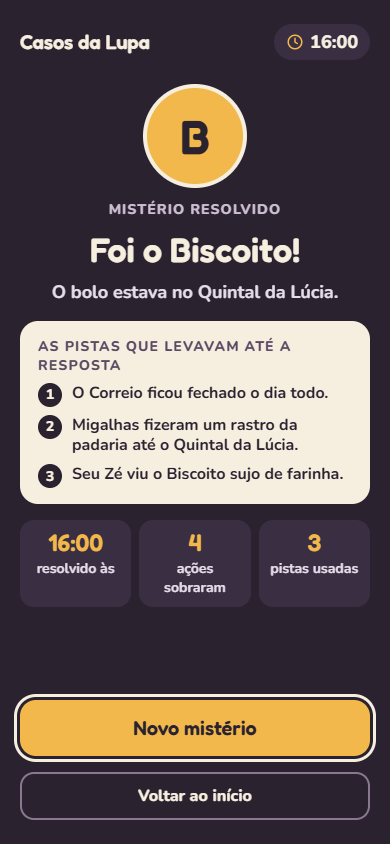 Casos da Lupa
16:00
B
MISTÉRIO RESOLVIDO
Foi o Biscoito!
O bolo estava no Quintal da Lúcia.
AS PISTAS QUE LEVAVAM ATÉ A
RESPOSTA
1 O Correio ficou fechado o dia todo.
2 Migalhas fizeram um rastro da
padaria até o Quintal da Lúcia.
3 Seu Zé viu o Biscoito sujo de farinha.
16:00
resolvido às
4
ações
sobraram
3
pistas usadas
Novo mistério
Voltar ao início